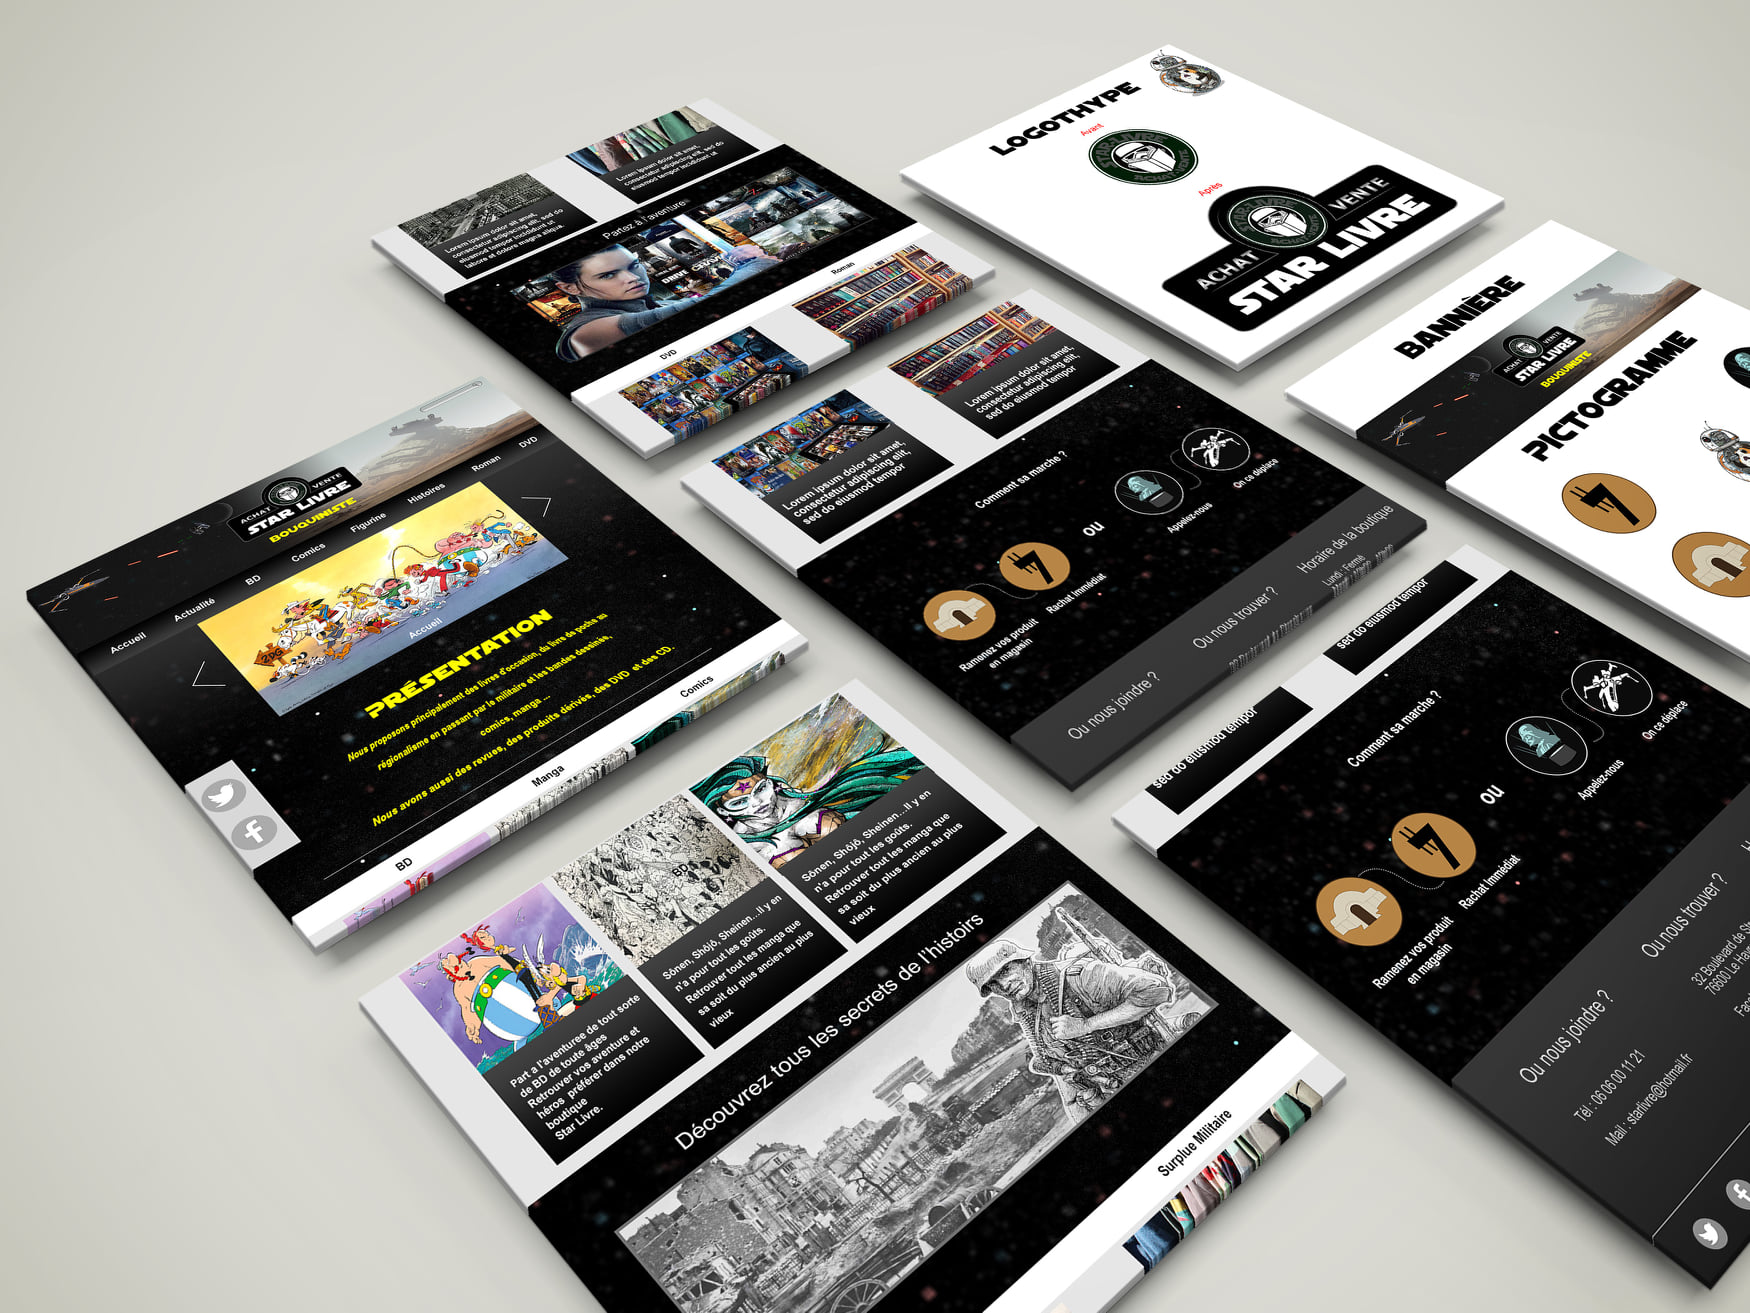 Lorem ipsum dolor sit amet,
consectetur adipiscing elit, sed do
eiusmod tempor incididunt ut
labore et dolore magna aliqua.
Lorem ipsum dolor sit amet,
consectetur adipiscing elit, sed do
eiusmod tempor incididunt ut
Partez à l'aventure
DVD
Roman
LOGOTHYPE
Avant
STAR LIVRE
ACHAT VENTE
Après
ACHAT
VENTE
STAR LIVRE
BANNIÈRE
ACHAT
VENTE
STAR LIVRE
BOUQUINISTE
PICTOGRAMME
ACHAT
VENTE
STAR LIVRE
BOUQUINISTE
Accueil
Actualité
BD
Comics
Figurine
Histoires
Roman
DVD
2PG
Accueil
PRÉSENTATION
Nous proposons principalement des livres d'occasion, du livre de poche au
régionalisme en passant par le militaire et les bandes dessinées,
comics, manga ...
Nous avons aussi des revues, des produits dérivés, des DVD et des CD.
BD
Manga
Comics
Lorem ipsum dolor sit amet,
consectetur adipiscing elit,
sed do eiusmod tempor
Lorem ipsum dolor sit amet,
consectetur adipiscing elit,
sed do eiusmod tempor
Comment sa marche ?
Ramenez vos produit
en magasin
Rachat Immédiat
ou
Appelez-nous
On ce déplace
Ou nous joindre ?
Ou nous trouver ?
Horaire de la boutique
Lundi : Fermé
Part a l'aventuree de tout sorte
de BD de toute âges
Retrouver vos aventure et
héros préférer dans notre
boutique
Star Livre.
Sônen, Shôjô, Sheinen...Il y en
n'a pour tout les goûts.
Retrouver tout les manga que
sa soit du plus ancien au plus
vieux
Sônen, Shôjô, Sheinen...Il y en
n'a pour tout les goûts.
Retrouver tout les manga que
sa soit du plus ancien au plus
vieux
Découvrez tous les secrets de l'histoirs
Surplue Militaire
sed do eiusmod tempor
sed do eiusmod tempor
Comment sa marche ?
Ramenez vos produit
en magasin
Rachat Immédiat
ou
Appelez-nous
On ce déplace
Ou nous joindre ?
Tél : 06 06 00 11 21
Mail : starlivre@hotmail.fr
Ou nous trouver ?
32 Boulevard de